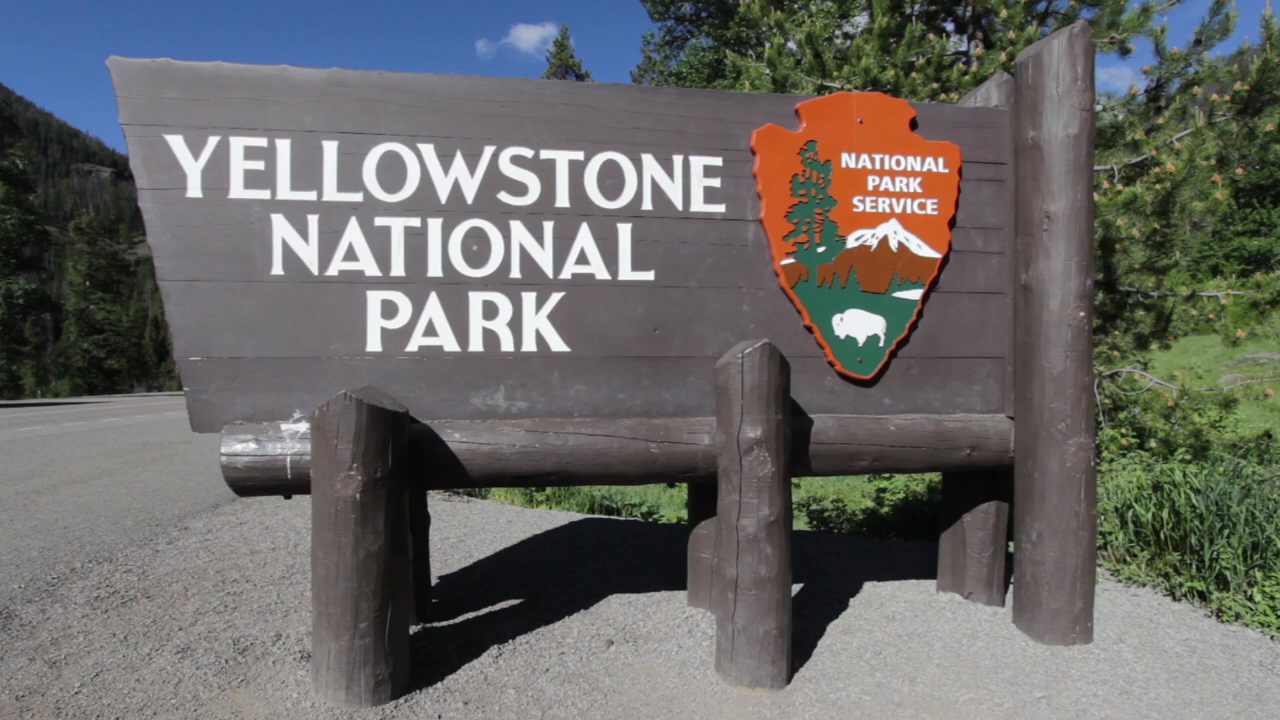 YELLOWSTONE
NATIONAL
PARK
NATIONAL
PARK
SERVICE